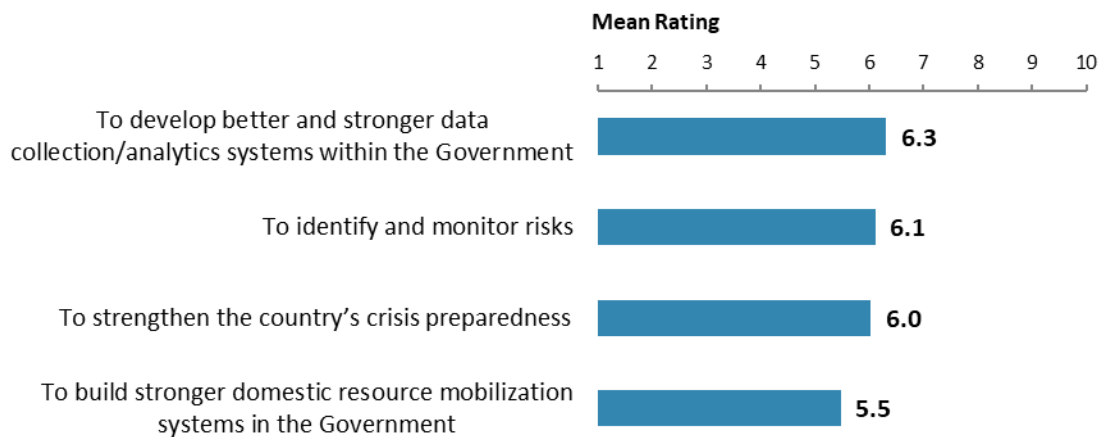 Mean Rating
1 2 3 4 5 6 7 8 9 10
To develop better and stronger data
collection/analytics systems within the Government
6.3
To identify and monitor risks
6.1
To strengthen the country’s crisis preparedness
6.0
To build stronger domestic resource mobilization
systems in the Government
5.5